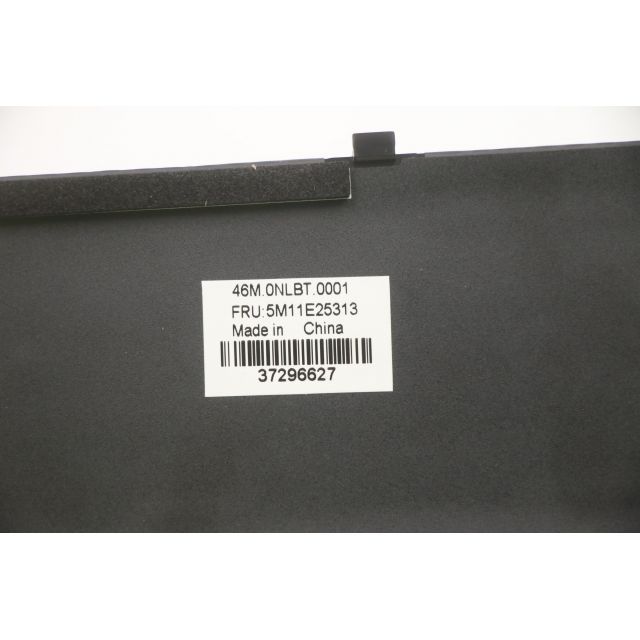 46M.0NLBT.0001
FRU:5M11E25313
Made in China
37296627